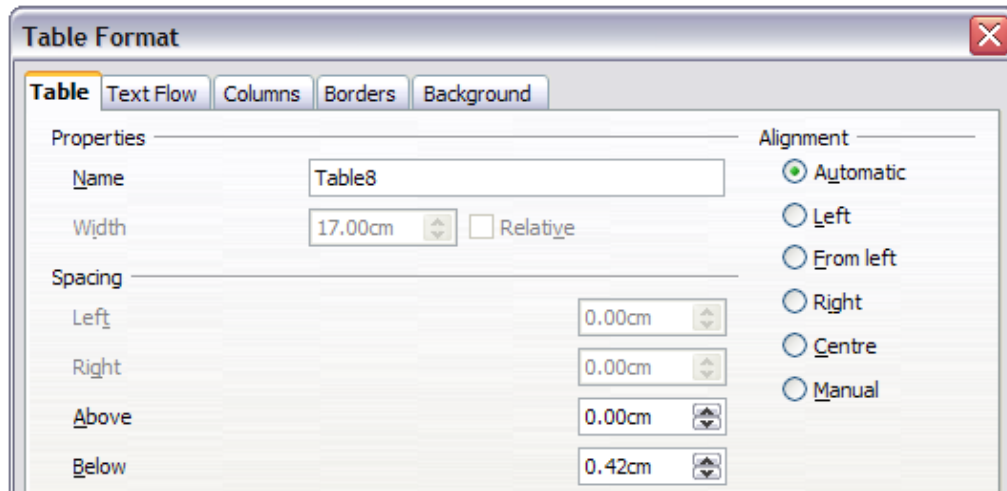 Table Format
Table Text Flow Columns Borders Background
Properties
Name Table8
Width 17.00cm Relative
Spacing
Left 0.00cm
Right 0.00cm
Above 0.00cm
Below 0.42cm
Alignment
Automatic
Left
From left
Right
Centre
Manual